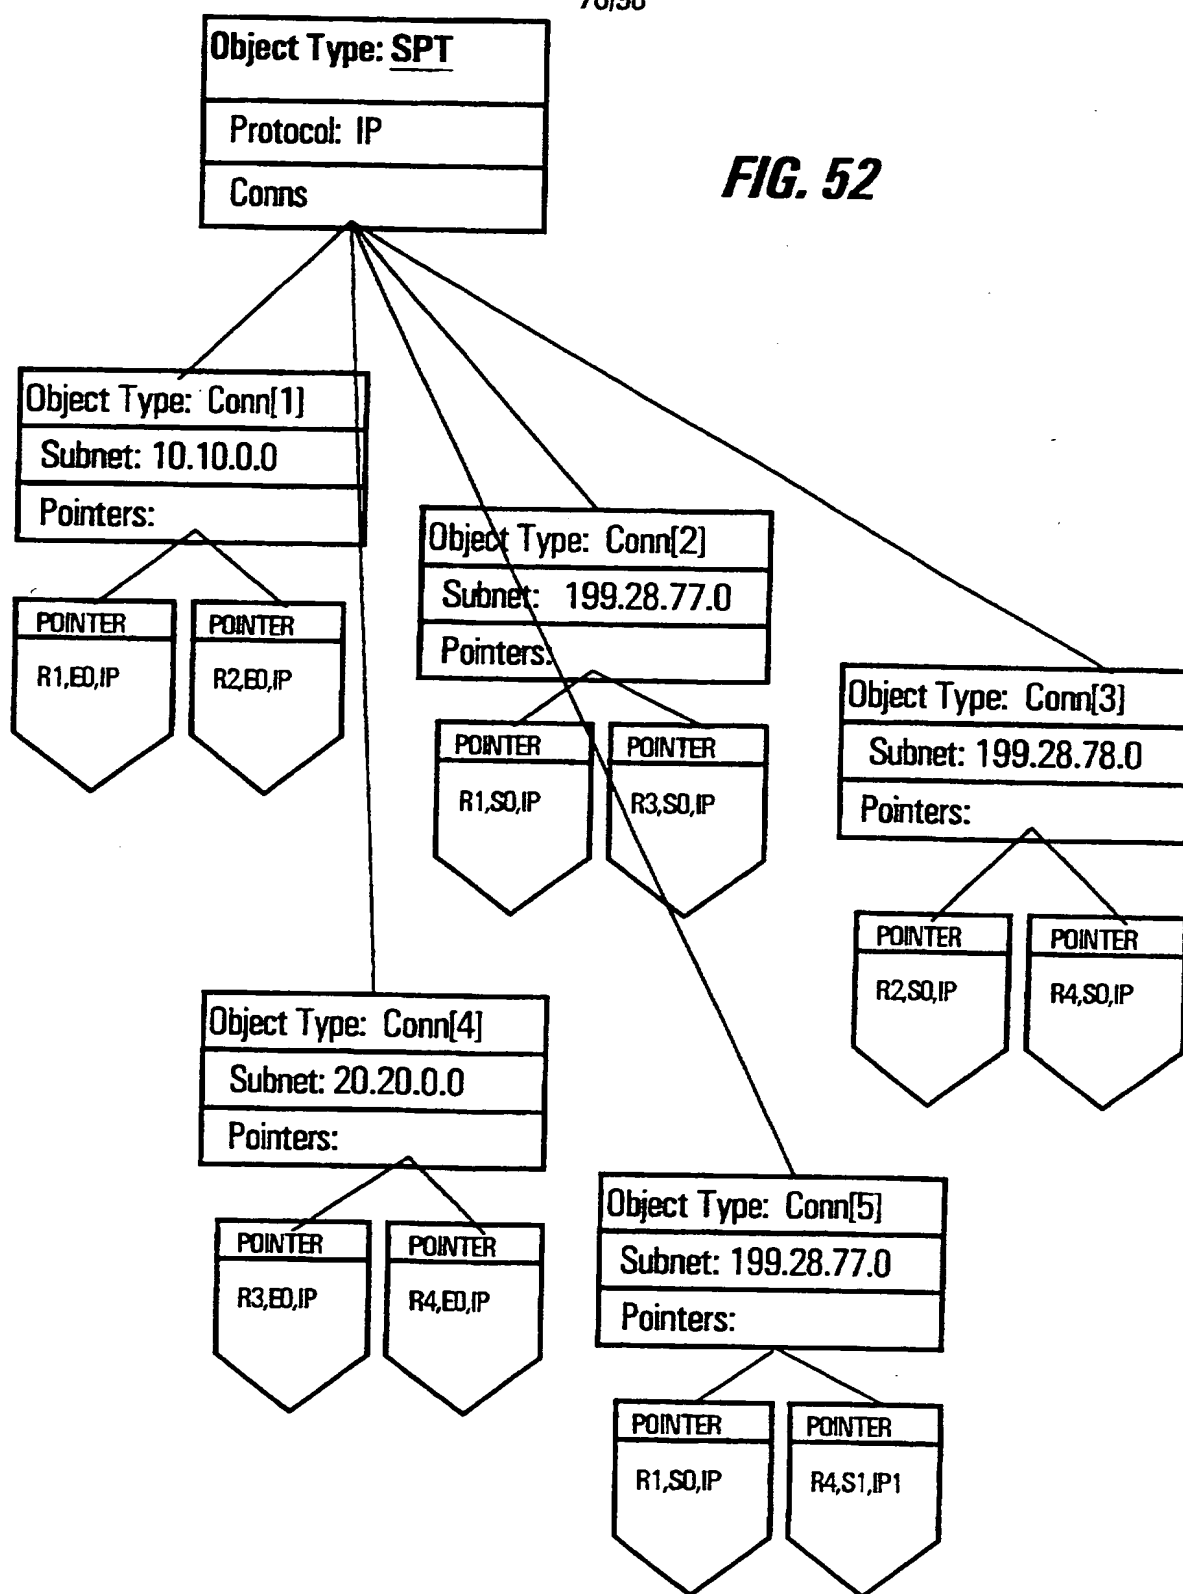 Object Type: SPT
Protocol: IP
Conns
FIG. 52
Object Type: Conn[1]
Subnet: 10.10.0.0
Pointers:
POINTER
R1,E0,IP
POINTER
R2,E0,IP
Object Type: Conn[2]
Subnet: 199.28.77.0
Pointers:
POINTER
R1,S0,IP
POINTER
R3,S0,IP
Object Type: Conn[3]
Subnet: 199.28.78.0
Pointers:
POINTER
R2,S0,IP
POINTER
R4,S0,IP
Object Type: Conn[4]
Subnet: 20.20.0.0
Pointers:
POINTER
R3,E0,IP
POINTER
R4,E0,IP
Object Type: Conn[5]
Subnet: 199.28.77.0
Pointers:
POINTER
R1,S0,IP
POINTER
R4,S1,IP1